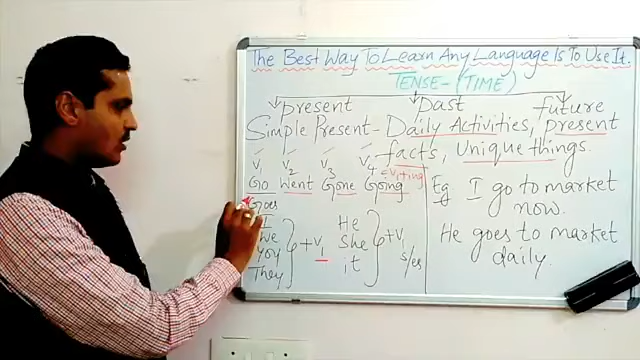 The Best Way To Learn Any Language Is To Use It.
TENSE-(TIME)
present past future
Simple Present - Daily Activities, present
facts, Unique things.
V1 V2 V3 V4
Go Went Gone Going
Goes
I
We
You
They
+V1
He
She
it
+V1
s/es
Eg I go to market
now.
He goes to market
daily.